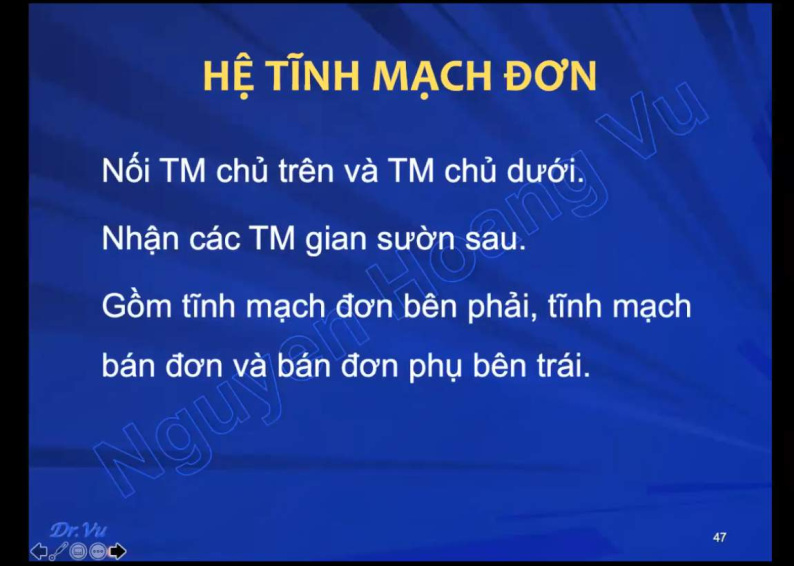 HỆ TĨNH MẠCH ĐƠN
Nối TM chủ trên và TM chủ dưới.
Nhận các TM gian sườn sau.
Gồm tĩnh mạch đơn bên phải, tĩnh mạch
bán đơn và bán đơn phụ bên trái.
Nguyen Hoang Vu
Dr.Vu
47